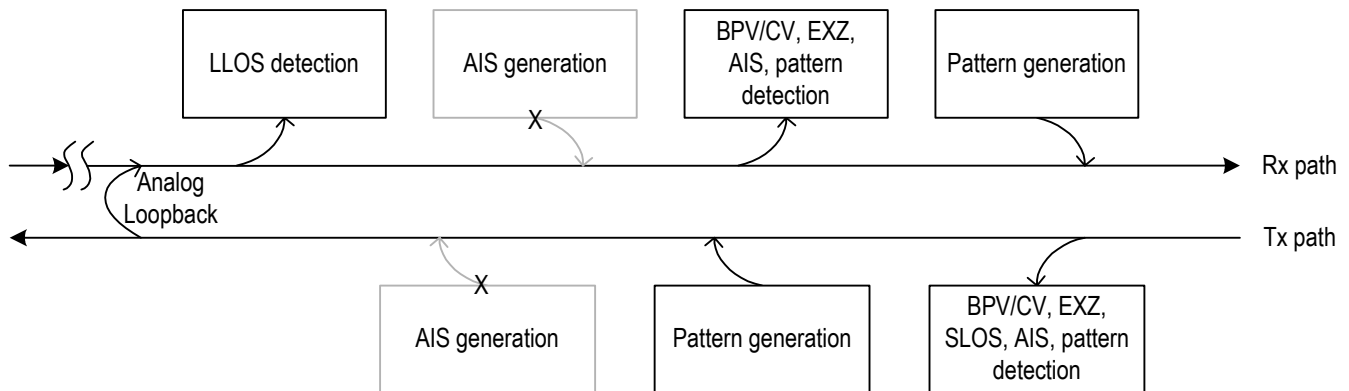 LLOS detection
AIS generation
BPV/CV, EXZ,
AIS, pattern
detection
Pattern generation
X
Rx path
Analog
Loopback
Tx path
X
AIS generation
Pattern generation
BPV/CV, EXZ,
SLOS, AIS, pattern
detection